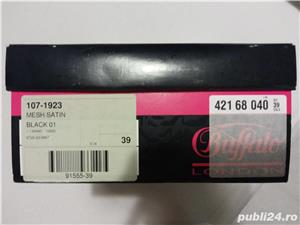 107-1923
MESH SATIN
BLACK 01
39
91555-39
421 68 040
39
Buffalo
LONDON
publi24.ro